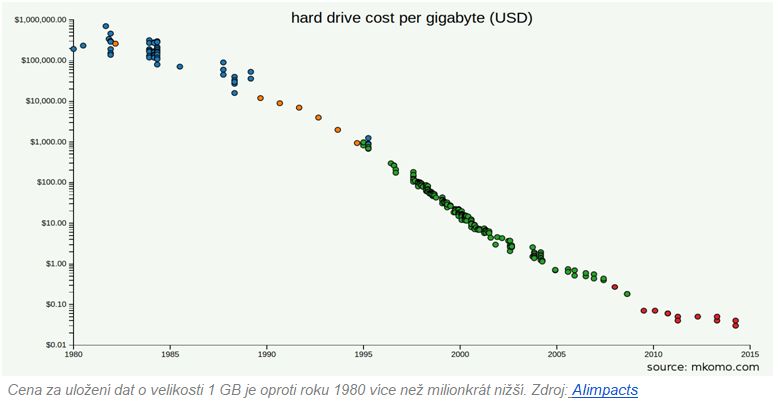 hard drive cost per gigabyte (USD)
$1,000,000.00
$100,000.00
$10,000.00
$1,000.00
$100.00
$10.00
$1.00
$0.10
$0.01
1980 1985 1990 1995 2000 2005 2010 2015
source: mkomo.com
Cena za uložení dat o velikosti 1 GB je oproti roku 1980 více než milionkrát nižší. Zdroj: AIimpacts